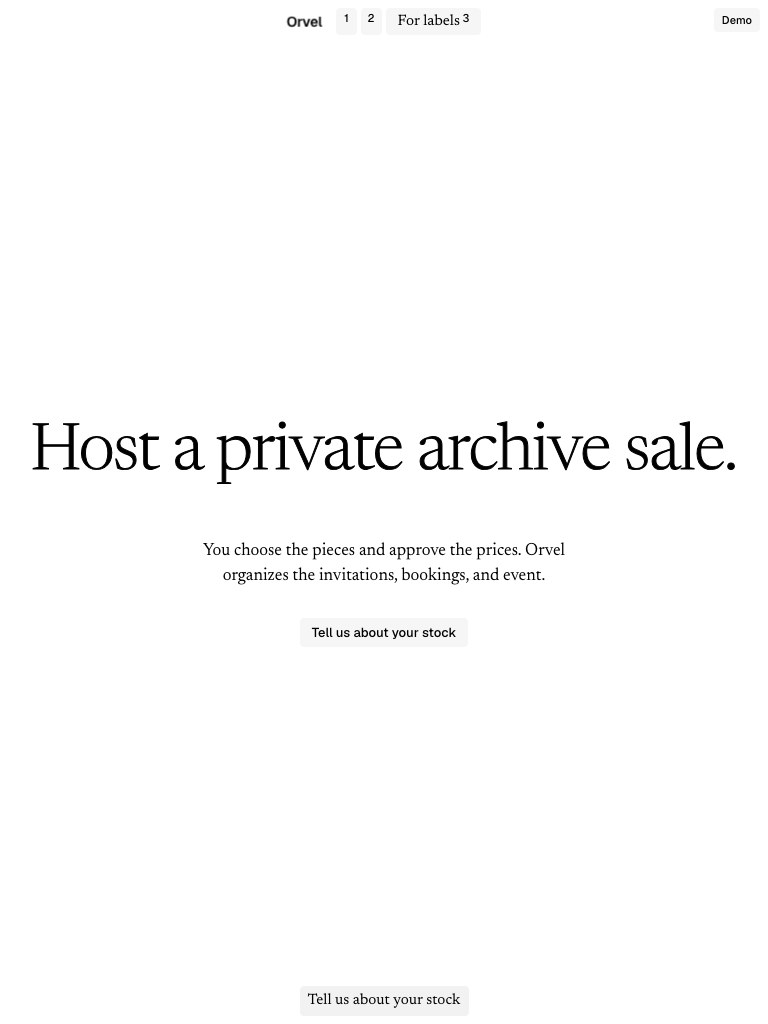 Orvel 1 2 For labels 3 Demo
Host a private archive sale.
You choose the pieces and approve the prices. Orvel
organizes the invitations, bookings, and event.
Tell us about your stock
Tell us about your stock